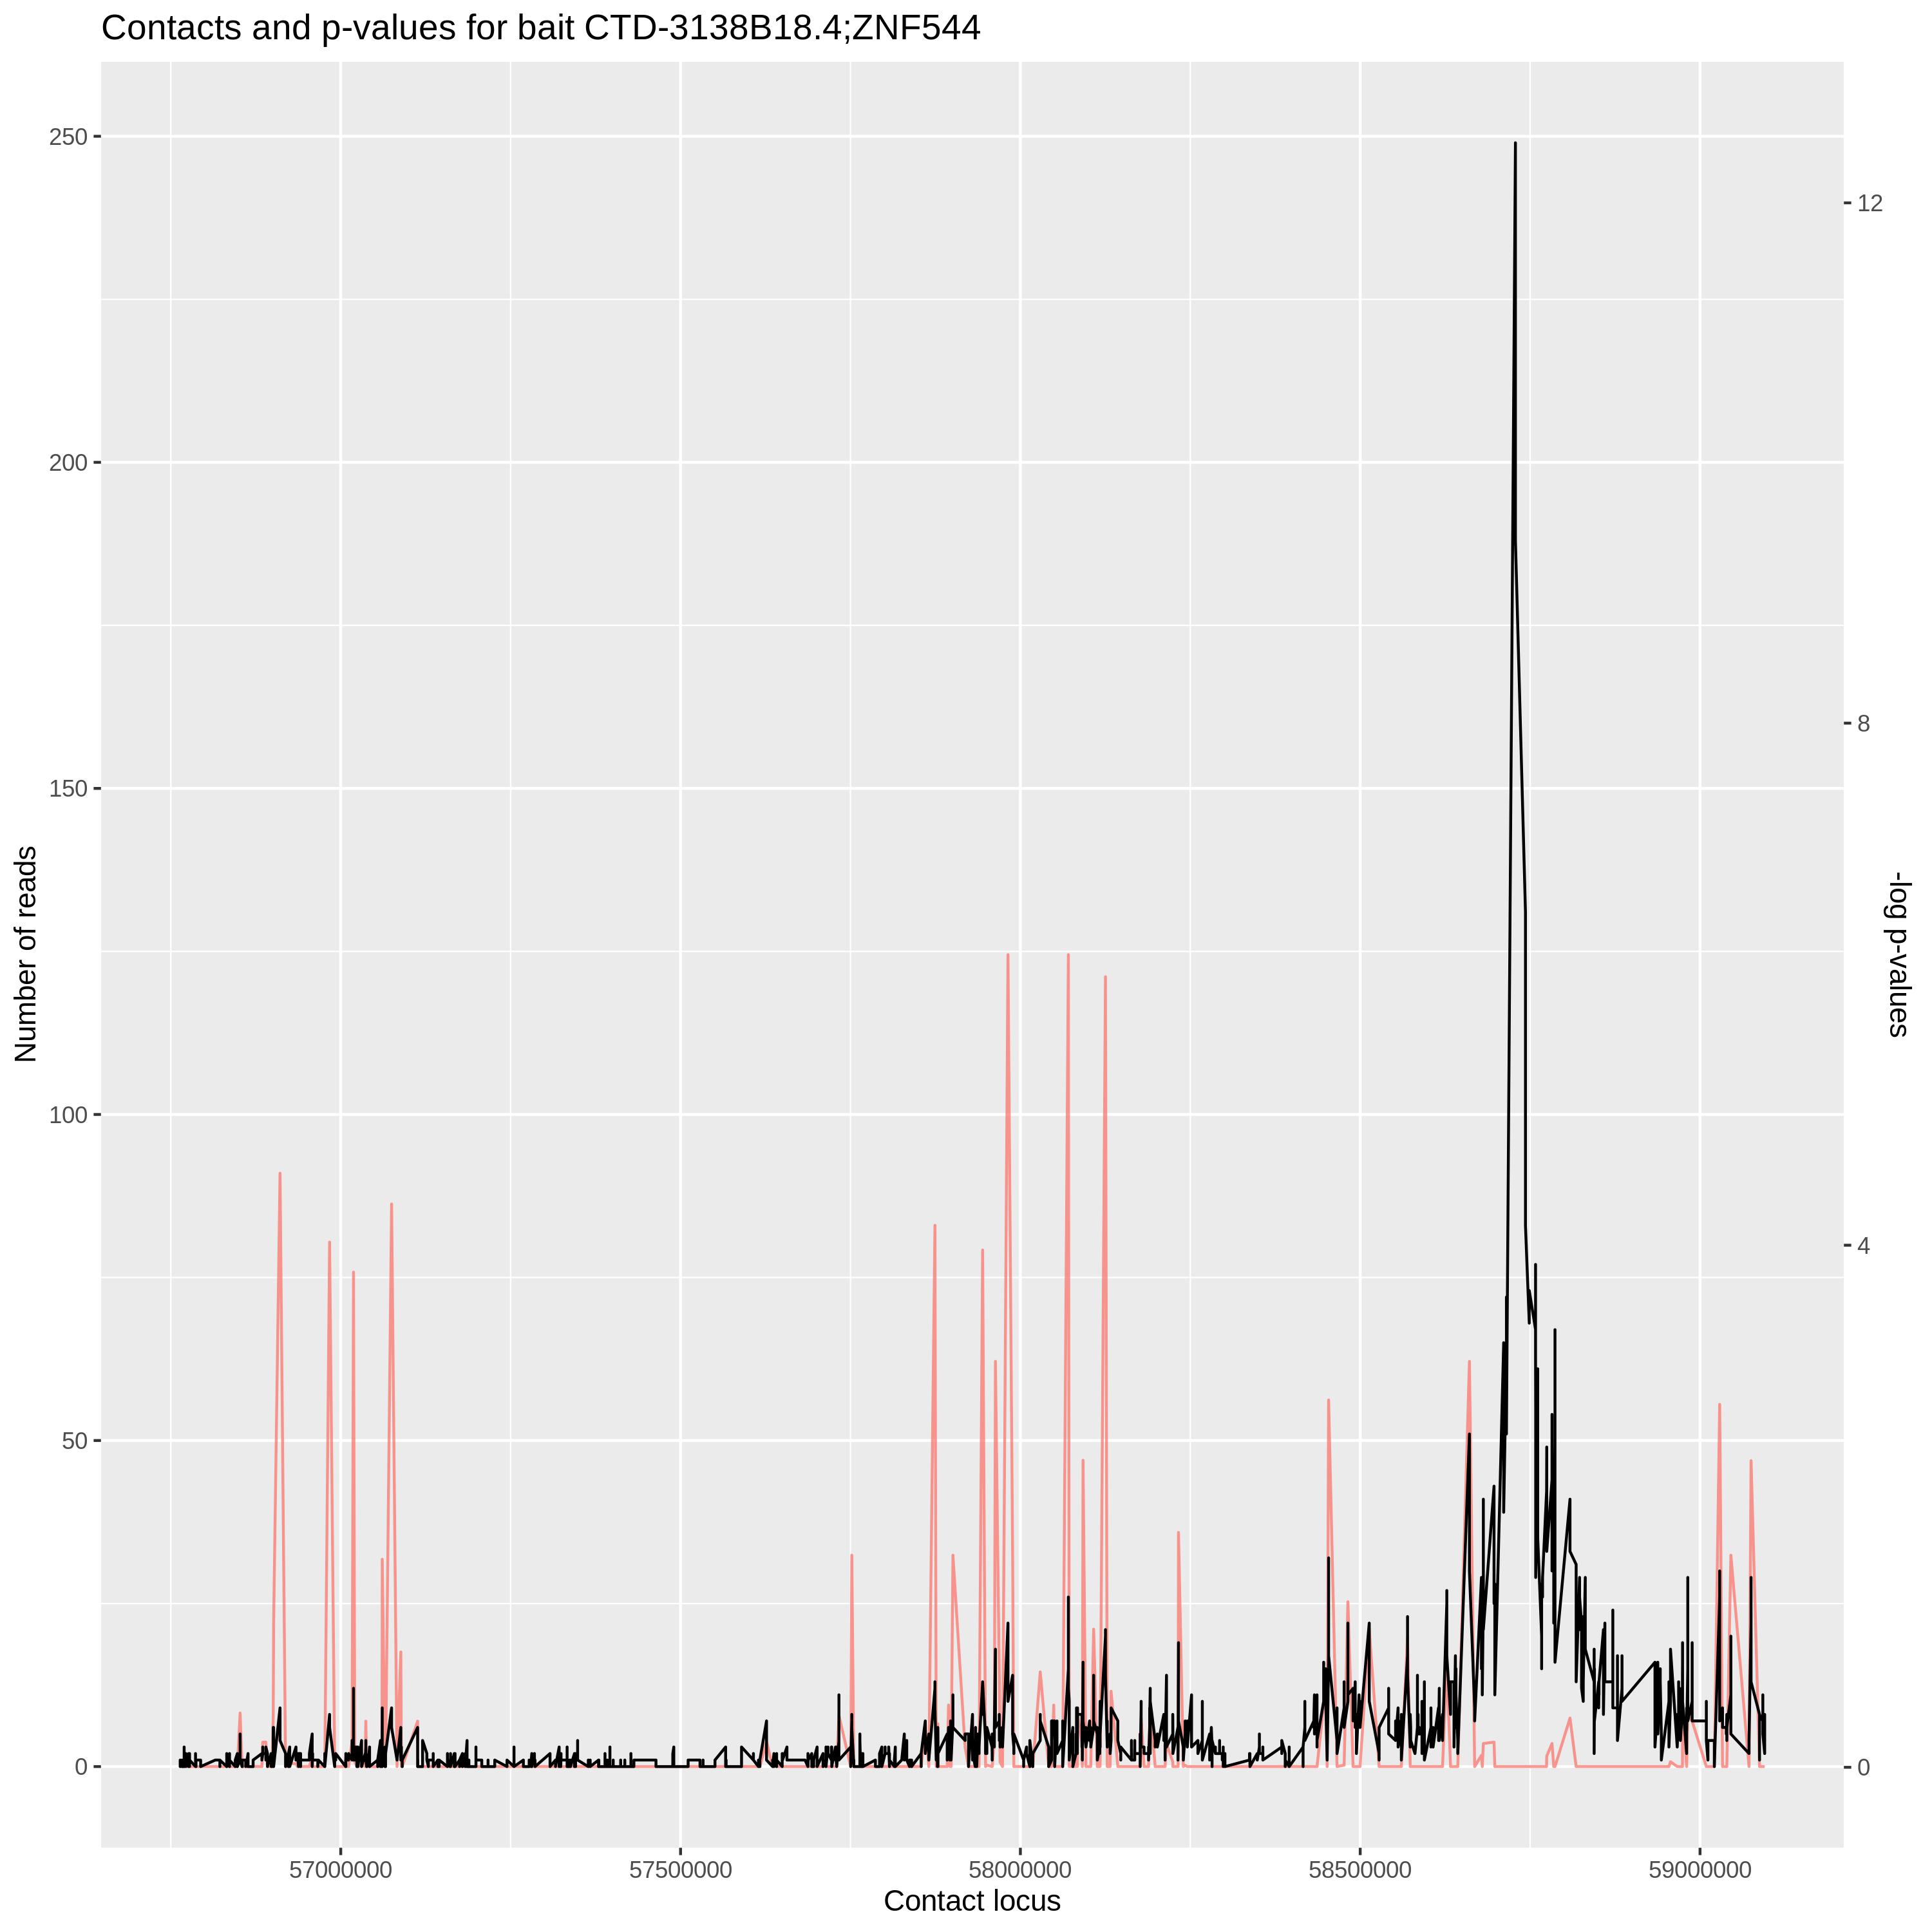 Contacts and p-values for bait CTD-3138B18.4;ZNF544
250
200
150
100
50
0
Number of reads
12
8
4
0
-log p-values
57000000 57500000 58000000 58500000 59000000
Contact locus